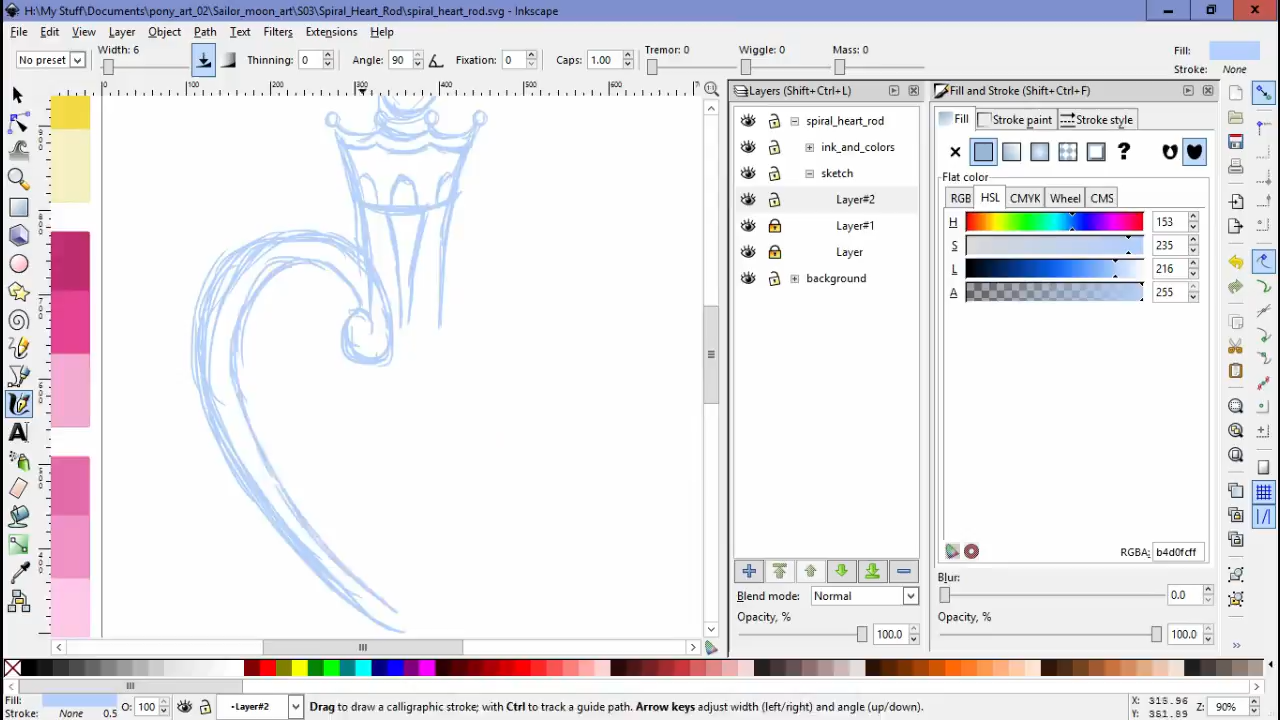 H:\My Stuff\Documents\pony_art_02\Sailor_moon_art\S03\Spiral_Heart_Rod\spiral_heart_rod.svg - Inkscape
File Edit View Layer Object Path Text Filters Extensions Help
No preset Width: 6 Thinning: 0 Angle: 90 Fixation: 0 Caps: 1.00 Tremor: 0 Wiggle: 0 Mass: 0 Fill:
Stroke: None
Layers (Shift+Ctrl+L)
spiral_heart_rod
ink_and_colors
sketch
Layer#2
Layer#1
Layer
background
Blend mode: Normal
Opacity, % 100.0
Fill and Stroke (Shift+Ctrl+F)
Fill Stroke paint Stroke style
Flat color
RGB HSL CMYK Wheel CMS
H 153
S 235
L 216
A 255
RGBA: b4d0fcff
Blur: 0.0
Opacity, % 100.0
Fill:
Stroke: None 0.5 O: 100 Layer#2 Drag to draw a calligraphic stroke; with Ctrl to track a guide path. Arrow keys adjust width (left/right) and angle (up/down). X: 315.96
Y: 361.89 Z: 90%